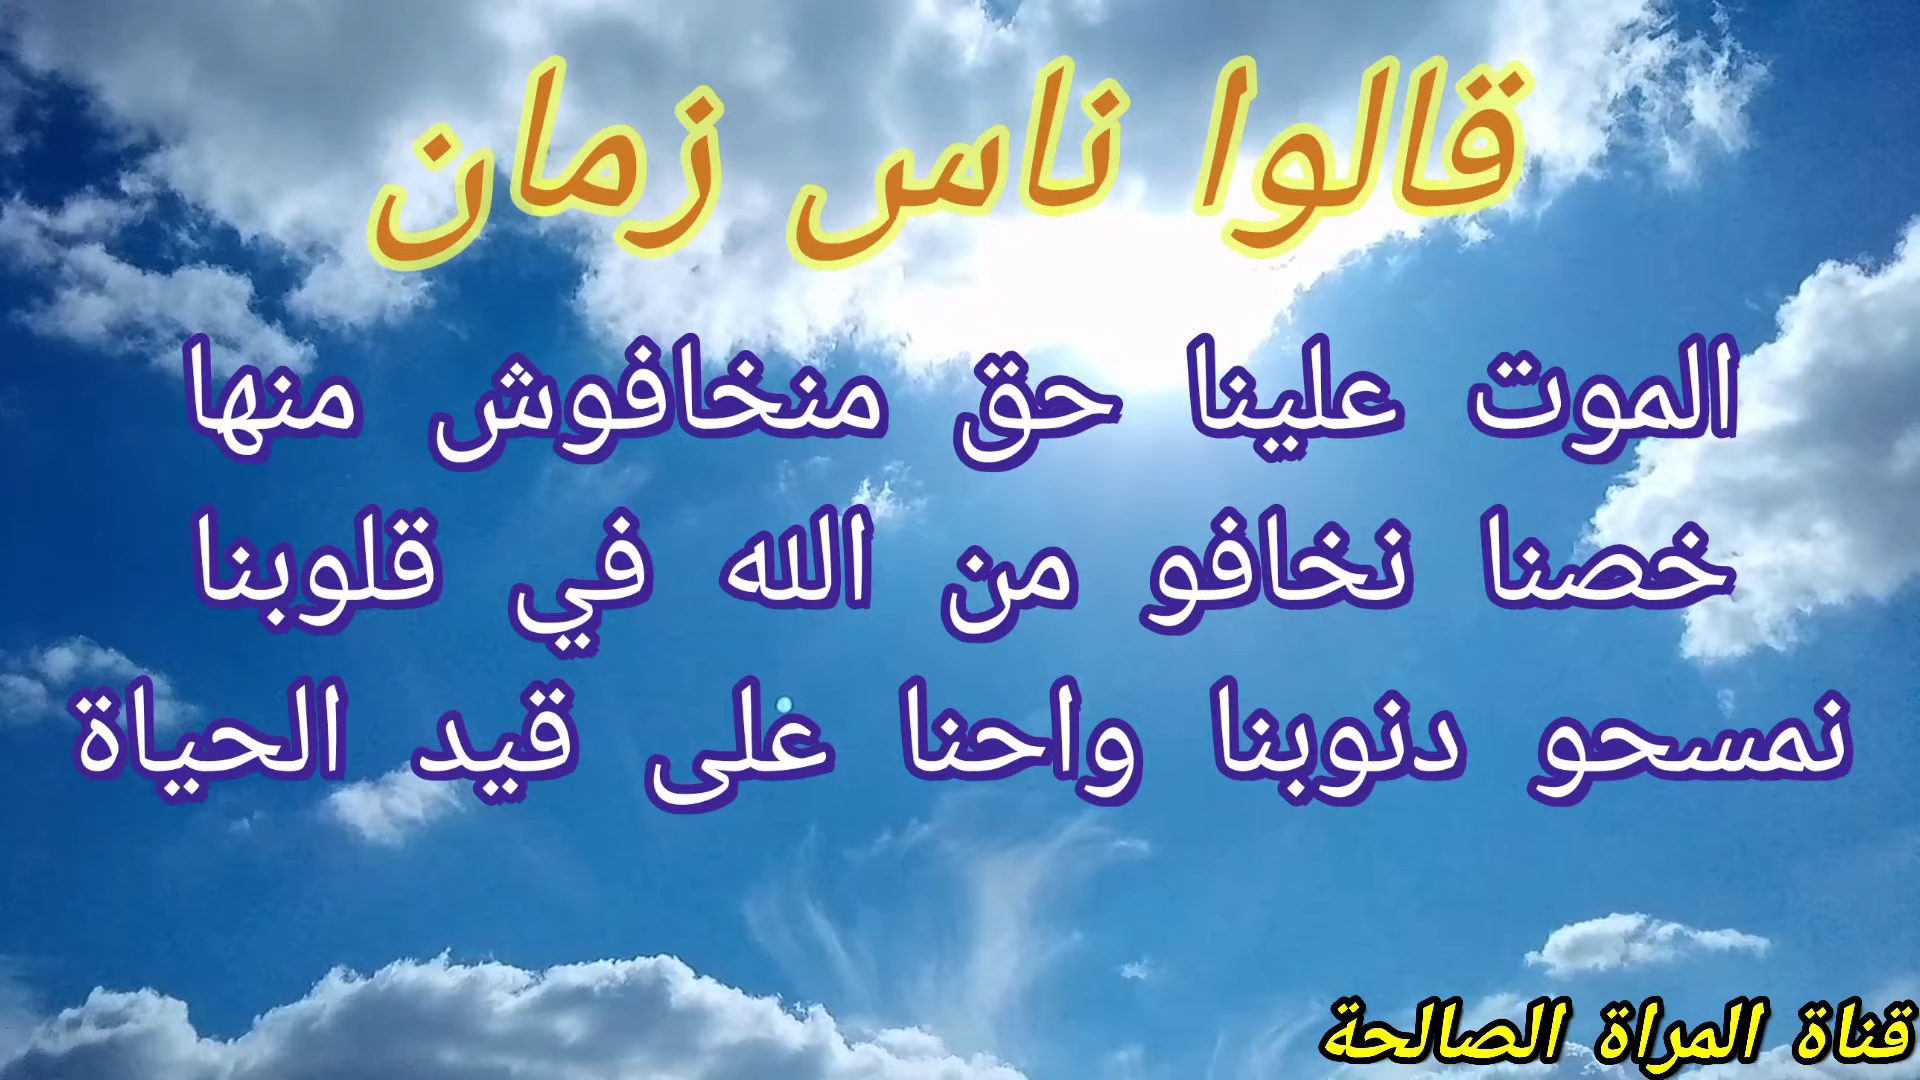 قالوا ناس زمان
الموت علينا حق منخافوش منها
خصنا نخافو من الله في قلوبنا
نمسحو دنوبنا واحنا على قيد الحياة
قناة المراة الصالحة